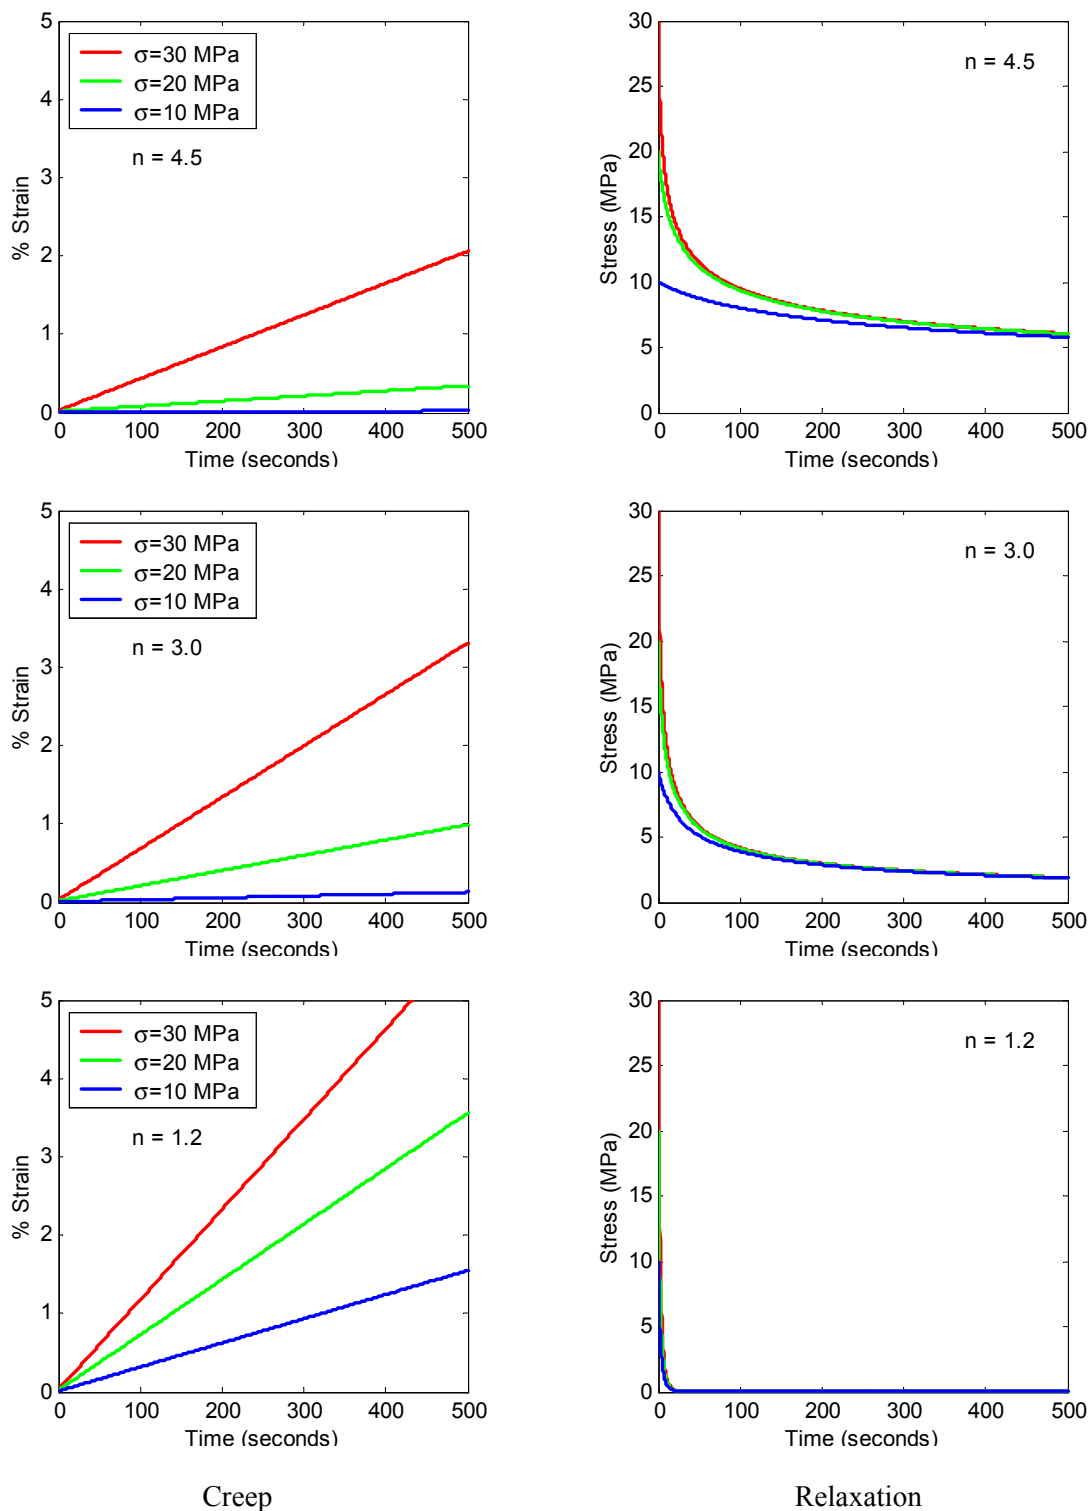 5
4
3
2
1
0
% Strain
σ=30 MPa
σ=20 MPa
σ=10 MPa
n = 4.5
0 100 200 300 400 500
Time (seconds)
30
25
20
15
10
5
0
Stress (MPa)
n = 4.5
0 100 200 300 400 500
Time (seconds)
5
4
3
2
1
0
% Strain
σ=30 MPa
σ=20 MPa
σ=10 MPa
n = 3.0
0 100 200 300 400 500
Time (seconds)
30
25
20
15
10
5
0
Stress (MPa)
n = 3.0
0 100 200 300 400 500
Time (seconds)
5
4
3
2
1
0
% Strain
σ=30 MPa
σ=20 MPa
σ=10 MPa
n = 1.2
0 100 200 300 400 500
Time (seconds)
30
25
20
15
10
5
0
Stress (MPa)
n = 1.2
0 100 200 300 400 500
Time (seconds)
Creep
Relaxation